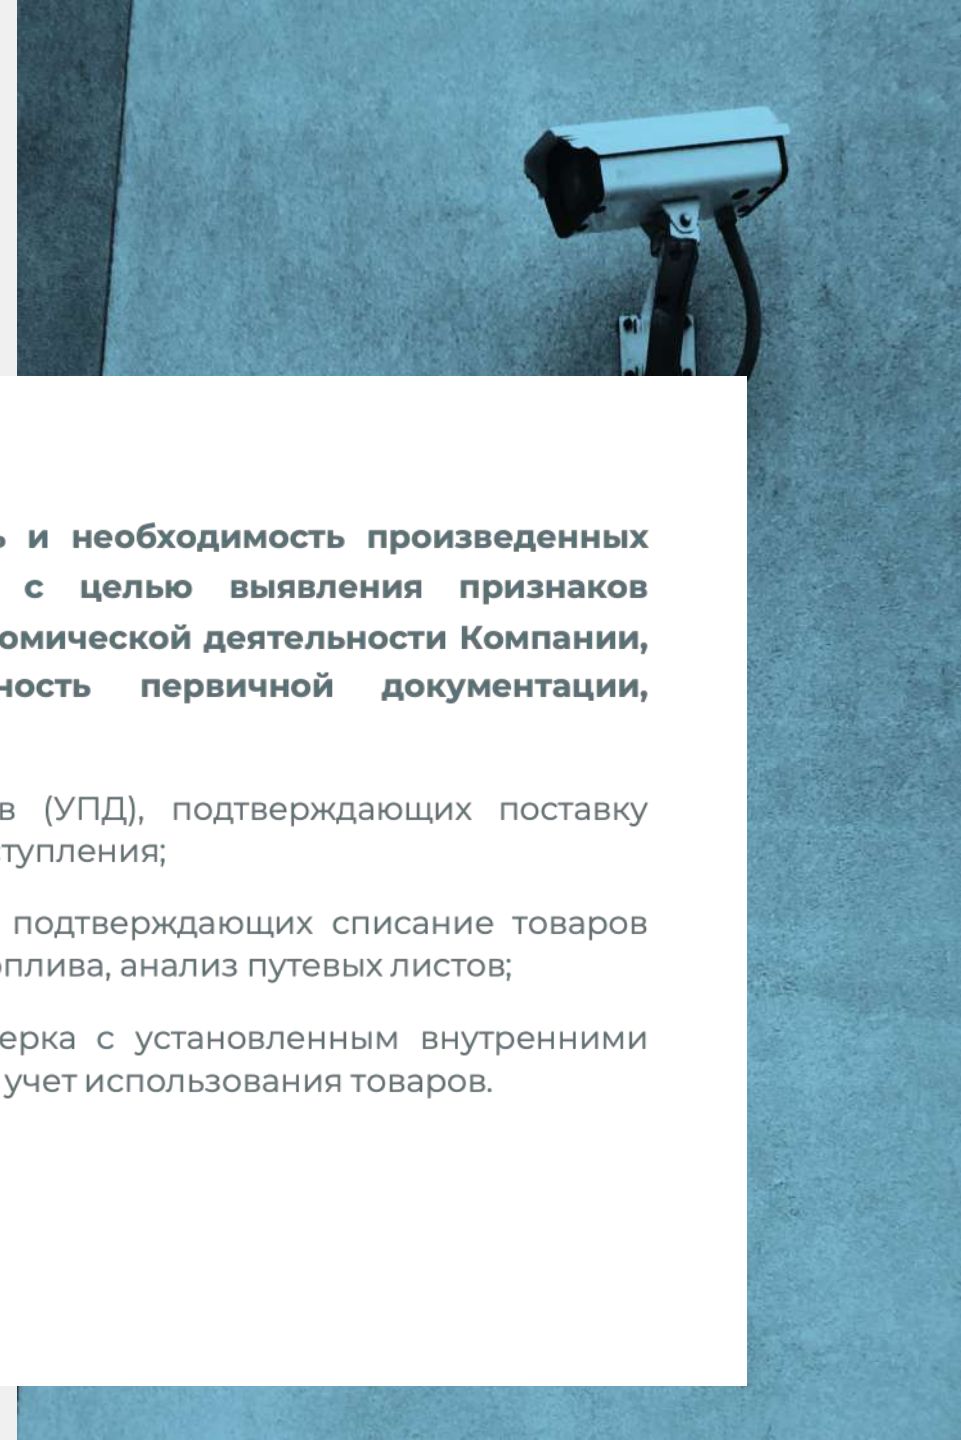 и необходимость произведенных
с целью выявления признаков
омической деятельности Компании,
ность первичной документации,
в (УПД), подтверждающих поставку
ступления;
подтверждающих списание товаров
оплива, анализ путевых листов;
ерка с установленным внутренними
учет использования товаров.